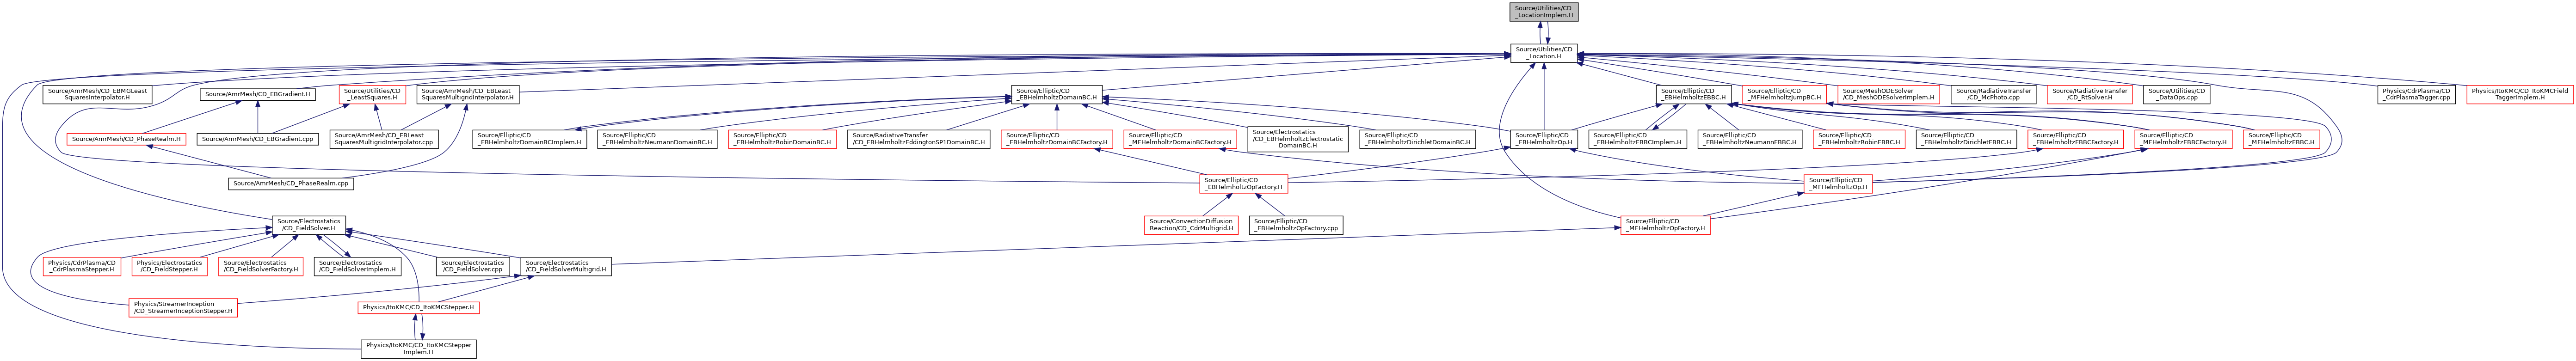 Source/Utilities/CD
_LocationImplem.H
Source/Utilities/CD
_Location.H
Source/AmrMesh/CD_EBMGLeast
SquaresInterpolator.H
Source/AmrMesh/CD_EBGradient.H
Source/Utilities/CD
_LeastSquares.H
Source/AmrMesh/CD_EBLeast
SquaresMultigridInterpolator.H
Source/Elliptic/CD
_EBHelmholtzDomainBC.H
Source/Elliptic/CD
_EBHelmholtzEBBC.H
Source/Elliptic/CD
_MFHelmholtzJumpBC.H
Source/MeshODESolver
/CD_MeshODESolverImplem.H
Source/RadiativeTransfer
/CD_McPhoto.cpp
Source/RadiativeTransfer
/CD_RtSolver.H
Source/Utilities/CD
_DataOps.cpp
Physics/CdrPlasma/CD
_CdrPlasmaTagger.cpp
Physics/ItoKMC/CD_ItoKMCField
TaggerImplem.H
Source/AmrMesh/CD_PhaseRealm.H
Source/AmrMesh/CD_EBGradient.cpp
Source/AmrMesh/CD_EBLeast
SquaresMultigridInterpolator.cpp
Source/Elliptic/CD
_EBHelmholtzDomainBCImplem.H
Source/Elliptic/CD
_EBHelmholtzNeumannDomainBC.H
Source/Elliptic/CD
_EBHelmholtzRobinDomainBC.H
Source/RadiativeTransfer
/CD_EBHelmholtzEddingtonSP1DomainBC.H
Source/Elliptic/CD
_EBHelmholtzDomainBCFactory.H
Source/Elliptic/CD
_MFHelmholtzDomainBCFactory.H
Source/Electrostatics
/CD_EBHelmholtzElectrostatic
DomainBC.H
Source/Elliptic/CD
_EBHelmholtzDirichletDomainBC.H
Source/Elliptic/CD
_EBHelmholtzOp.H
Source/Elliptic/CD
_EBHelmholtzEBBCImplem.H
Source/Elliptic/CD
_EBHelmholtzNeumannEBBC.H
Source/Elliptic/CD
_EBHelmholtzRobinEBBC.H
Source/Elliptic/CD
_EBHelmholtzDirichletEBBC.H
Source/Elliptic/CD
_EBHelmholtzEBBCFactory.H
Source/Elliptic/CD
_MFHelmholtzEBBCFactory.H
Source/Elliptic/CD
_MFHelmholtzEBBC.H
Source/AmrMesh/CD_PhaseRealm.cpp
Source/Elliptic/CD
_EBHelmholtzOpFactory.H
Source/Elliptic/CD
_MFHelmholtzOp.H
Source/Electrostatics
/CD_FieldSolver.H
Source/ConvectionDiffusion
Reaction/CD_CdrMultigrid.H
Source/Elliptic/CD
_EBHelmholtzOpFactory.cpp
Source/Elliptic/CD
_MFHelmholtzOpFactory.H
Physics/CdrPlasma/CD
_CdrPlasmaStepper.H
Physics/Electrostatics
/CD_FieldStepper.H
Source/Electrostatics
/CD_FieldSolverFactory.H
Source/Electrostatics
/CD_FieldSolverImplem.H
Source/Electrostatics
/CD_FieldSolver.cpp
Source/Electrostatics
/CD_FieldSolverMultigrid.H
Physics/StreamerInception
/CD_StreamerInceptionStepper.H
Physics/ItoKMC/CD_ItoKMCStepper.H
Physics/ItoKMC/CD_ItoKMCStepper
Implem.H